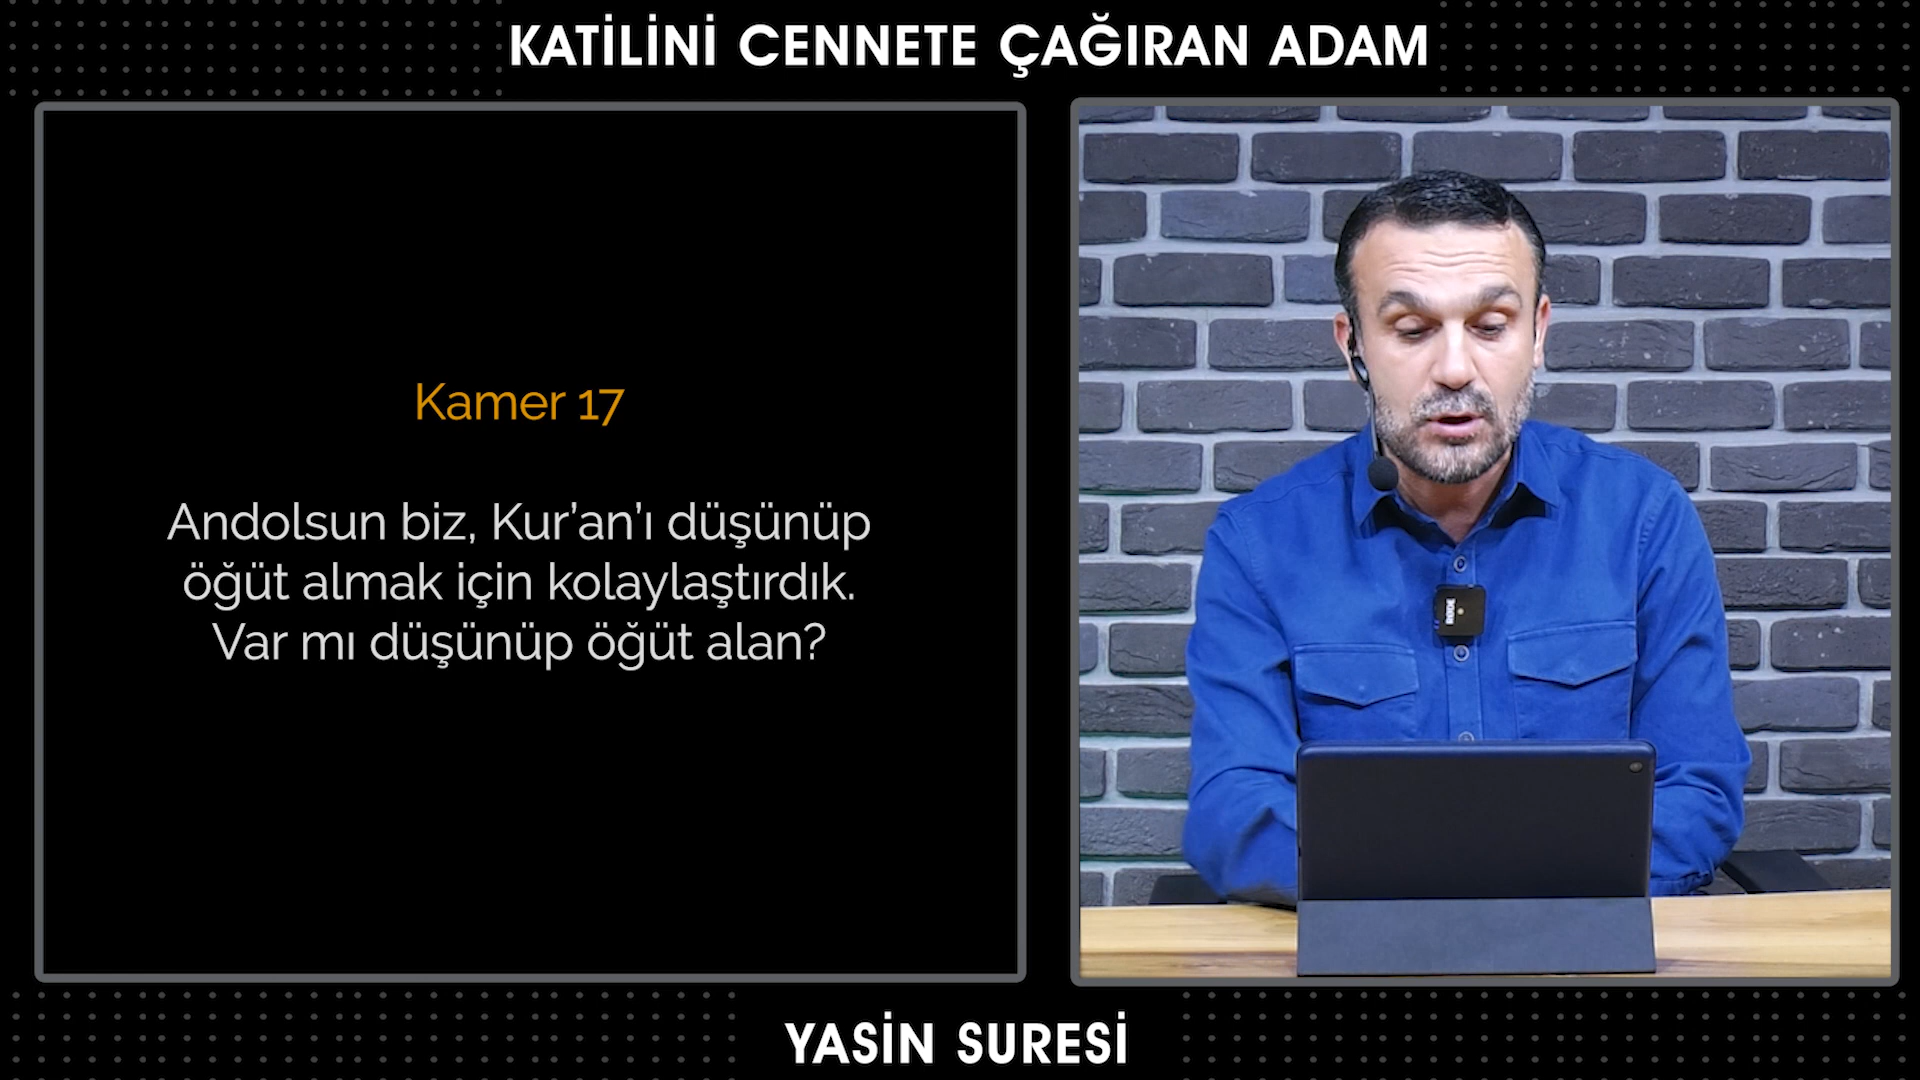 KATİLİNİ CENNETE ÇAĞIRAN ADAM
Kamer 17
Andolsun biz, Kur’an’ı düşünüp
öğüt almak için kolaylaştırdık.
Var mı düşünüp öğüt alan?
RØDE
YASİN SURESİ